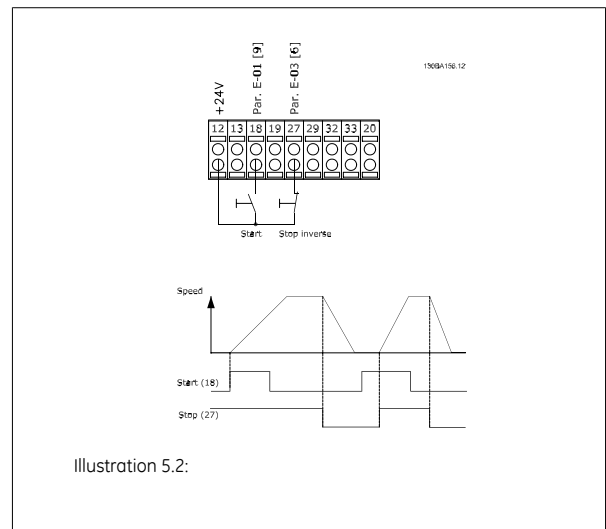 130BA156.12
+24V
Par. E-01 [9]
Par. E-03 [6]
12 13 18 19 27 29 32 33 20
Start
Stop inverse
Speed
Start (18)
Stop (27)
Illustration 5.2: